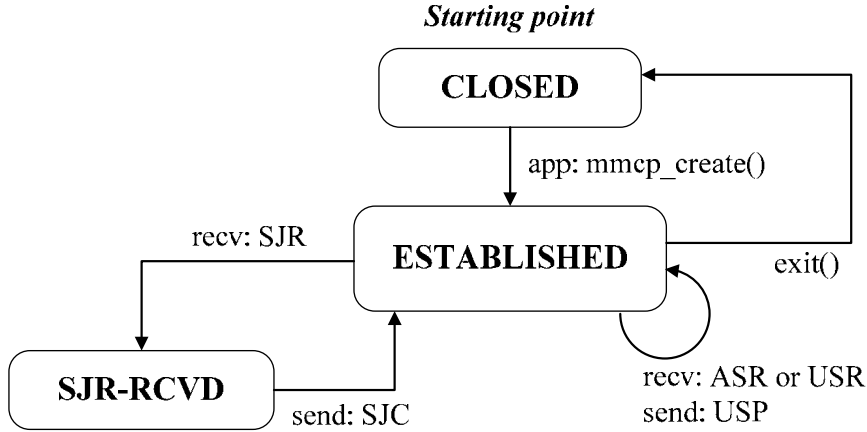 Starting point
CLOSED
app: mmcp_create()
recv: SJR
ESTABLISHED
exit()
SJR-RCVD
send: SJC
recv: ASR or USR
send: USP